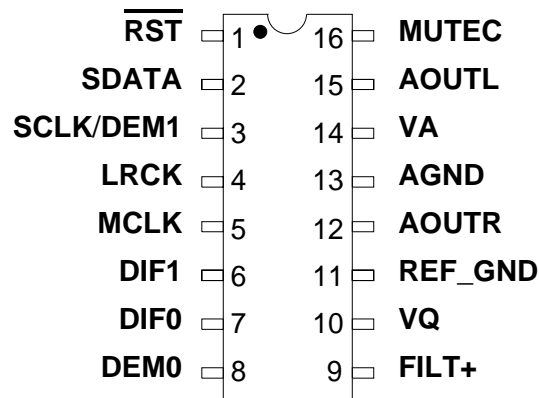 RST 1 16 MUTEC
SDATA 2 15 AOUTL
SCLK/DEM1 3 14 VA
LRCK 4 13 AGND
MCLK 5 12 AOUTR
DIF1 6 11 REF_GND
DIF0 7 10 VQ
DEM0 8 9 FILT+